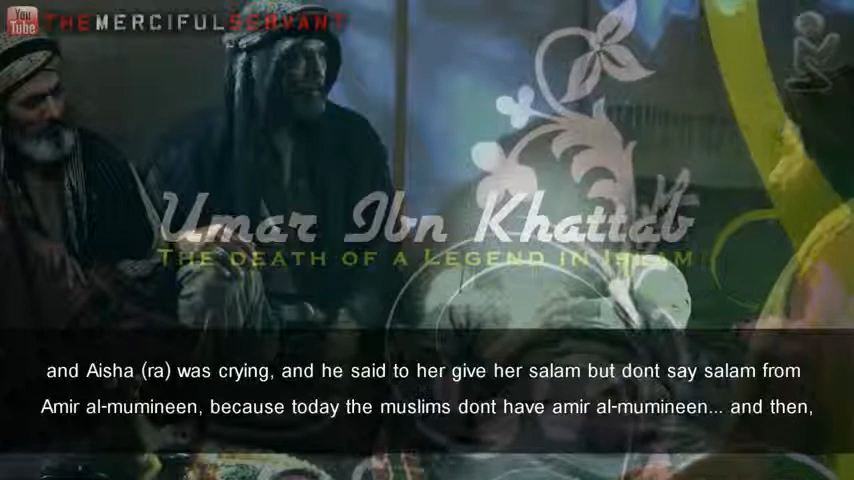 You Tube THEMERCIFULSERVANT
Umar Ibn Khattab
THE DEATH OF A LEGEND IN ISLAM
and Aisha (ra) was crying, and he said to her give her salam but dont say salam from
Amir al-mumineen, because today the muslims dont have amir al-mumineen... and then,